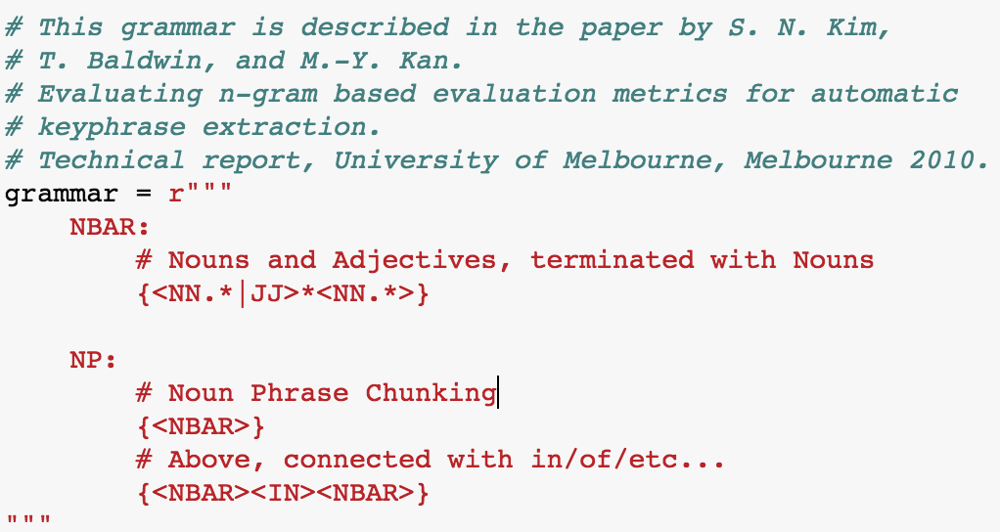 # This grammar is described in the paper by S. N. Kim,
# T. Baldwin, and M.-Y. Kan.
# Evaluating n-gram based evaluation metrics for automatic
# keyphrase extraction.
# Technical report, University of Melbourne, Melbourne 2010.
grammar = r"""
    NBAR:
        # Nouns and Adjectives, terminated with Nouns
        {<NN.*|JJ>*<NN.*>}

    NP:
        # Noun Phrase Chunking
        {<NBAR>}
        # Above, connected with in/of/etc...
        {<NBAR><IN><NBAR>}
"""